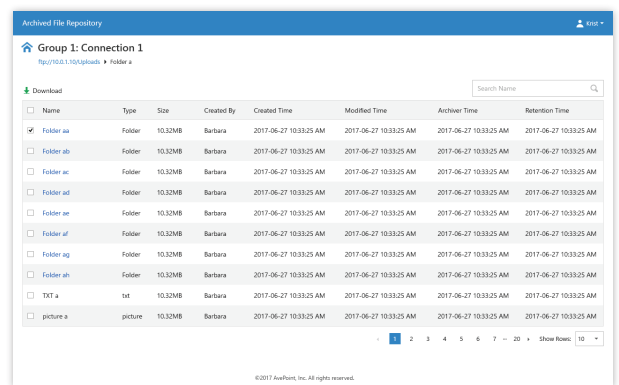 Archived File Repository Krist
Group 1: Connection 1
ftp://10.0.1.10/Uploads Folder a
Download Search Name
Name Type Size Created By Created Time Modified Time Archiver Time Retention Time
Folder aa Folder 10.32MB Barbara 2017-06-27 10:33:25 AM 2017-06-27 10:33:25 AM 2017-06-27 10:33:25 AM 2017-06-27 10:33:25 AM
Folder ab Folder 10.32MB Barbara 2017-06-27 10:33:25 AM 2017-06-27 10:33:25 AM 2017-06-27 10:33:25 AM 2017-06-27 10:33:25 AM
Folder ac Folder 10.32MB Barbara 2017-06-27 10:33:25 AM 2017-06-27 10:33:25 AM 2017-06-27 10:33:25 AM 2017-06-27 10:33:25 AM
Folder ad Folder 10.32MB Barbara 2017-06-27 10:33:25 AM 2017-06-27 10:33:25 AM 2017-06-27 10:33:25 AM 2017-06-27 10:33:25 AM
Folder ae Folder 10.32MB Barbara 2017-06-27 10:33:25 AM 2017-06-27 10:33:25 AM 2017-06-27 10:33:25 AM 2017-06-27 10:33:25 AM
Folder af Folder 10.32MB Barbara 2017-06-27 10:33:25 AM 2017-06-27 10:33:25 AM 2017-06-27 10:33:25 AM 2017-06-27 10:33:25 AM
Folder ag Folder 10.32MB Barbara 2017-06-27 10:33:25 AM 2017-06-27 10:33:25 AM 2017-06-27 10:33:25 AM 2017-06-27 10:33:25 AM
Folder ah Folder 10.32MB Barbara 2017-06-27 10:33:25 AM 2017-06-27 10:33:25 AM 2017-06-27 10:33:25 AM 2017-06-27 10:33:25 AM
TXT a txt 10.32MB Barbara 2017-06-27 10:33:25 AM 2017-06-27 10:33:25 AM 2017-06-27 10:33:25 AM 2017-06-27 10:33:25 AM
picture a picture 10.32MB Barbara 2017-06-27 10:33:25 AM 2017-06-27 10:33:25 AM 2017-06-27 10:33:25 AM 2017-06-27 10:33:25 AM
1 2 3 4 5 6 7 ... 20 Show Rows: 10
©2017 AvePoint, Inc. All rights reserved.